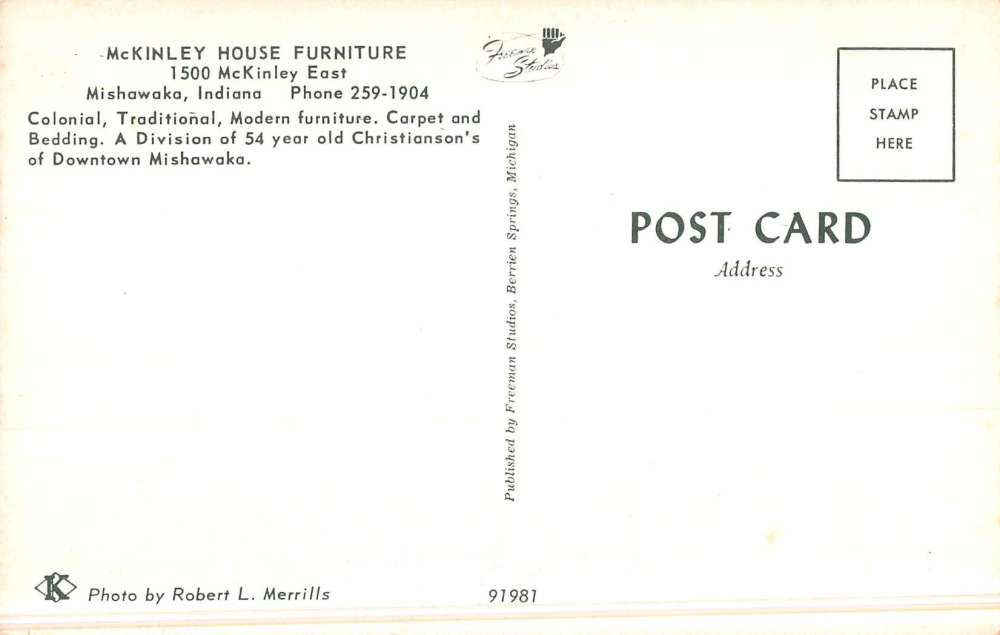 McKINLEY HOUSE FURNITURE
1500 McKinley East
Mishawaka, Indiana Phone 259-1904
Colonial, Traditional, Modern furniture. Carpet and
Bedding. A Division of 54 year old Christianson's
of Downtown Mishawaka.
Freeman
Studios
Published by Freeman Studios, Berrien Springs, Michigan
PLACE
STAMP
HERE
POST CARD
Address
K
Photo by Robert L. Merrills
91981